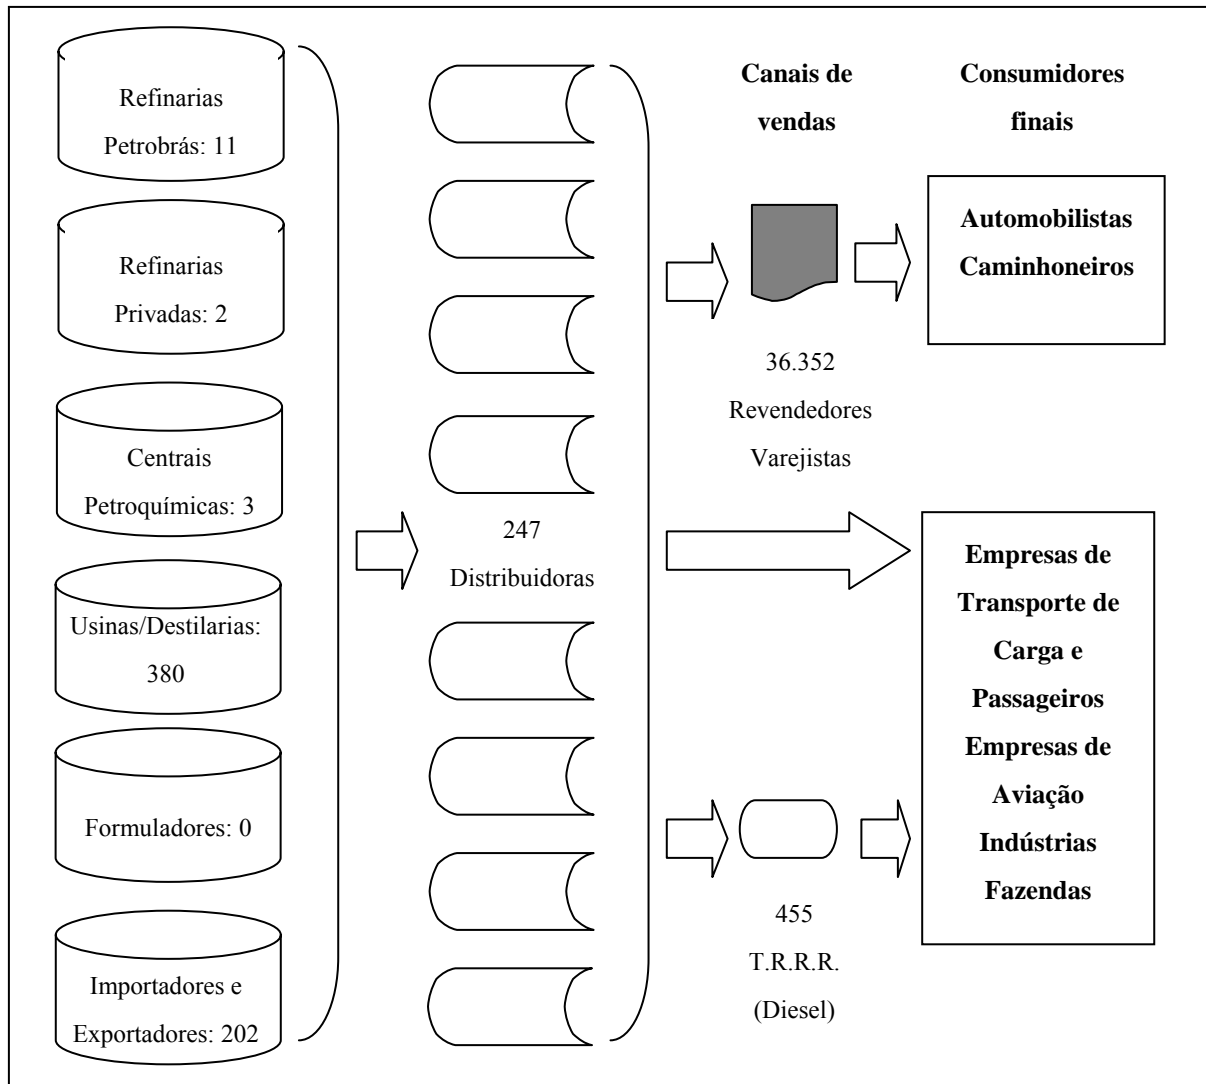 Refinarias
Petrobrás: 11
Refinarias
Privadas: 2
Centrais
Petroquímicas: 3
Usinas/Destilarias:
380
Formuladores: 0
Importadores e
Exportadores: 202
247
Distribuidoras
Canais de
vendas
36.352
Revendedores
Varejistas
455
T.R.R.R.
(Diesel)
Consumidores
finais
Automobilistas
Caminhoneiros
Empresas de
Transporte de
Carga e
Passageiros
Empresas de
Aviação
Indústrias
Fazendas